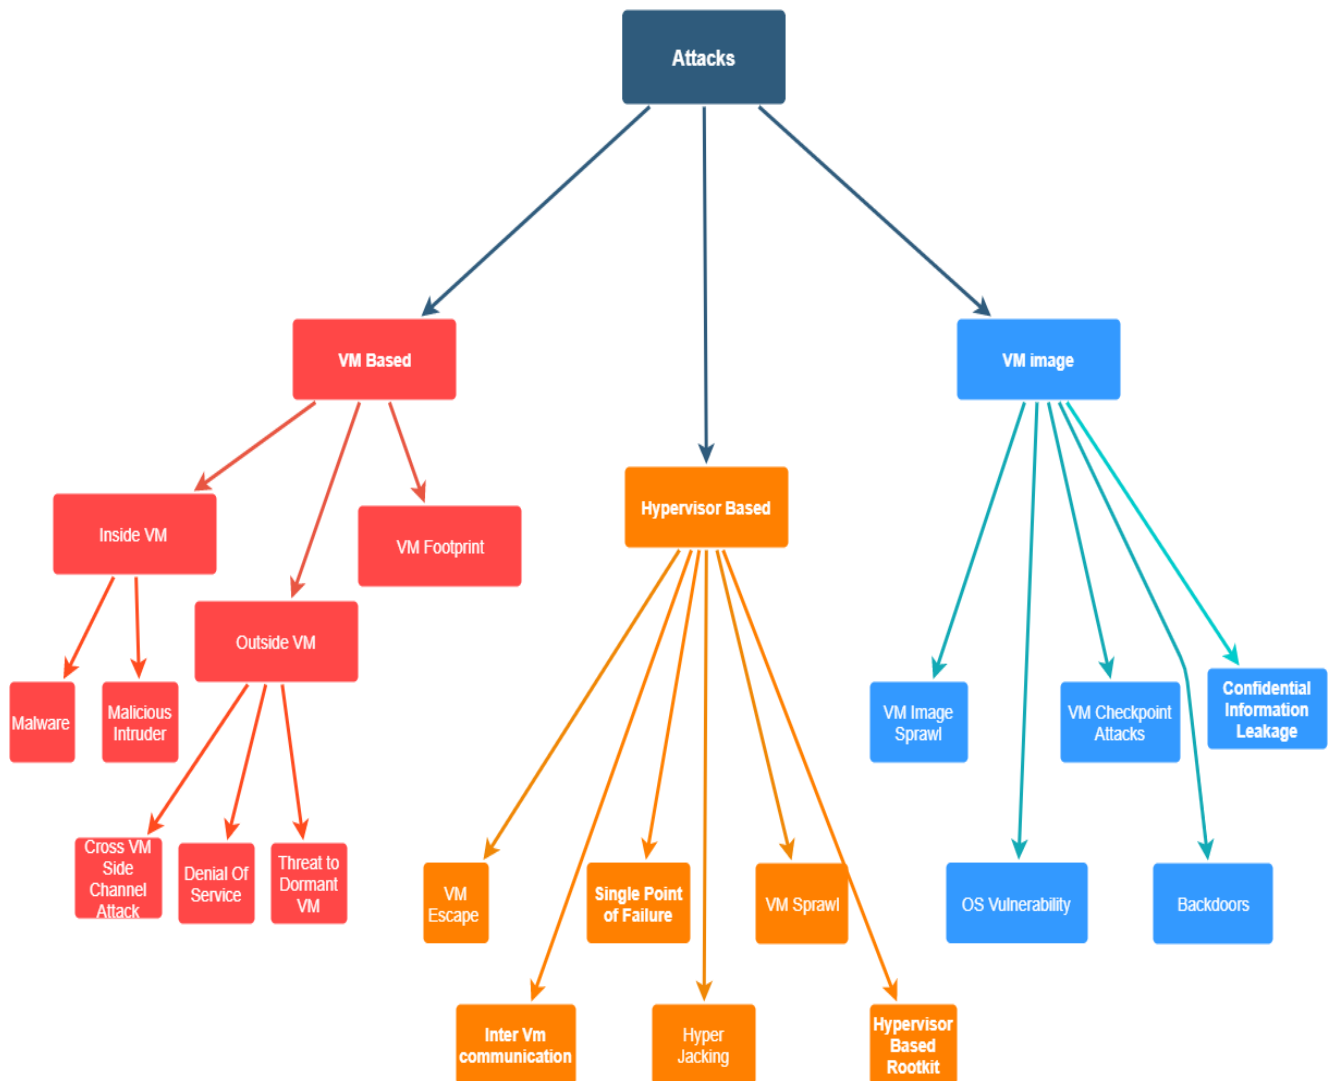 Attacks
VM Based
VM image
Hypervisor Based
Inside VM
VM Footprint
Outside VM
Malware
Malicious
Intruder
Cross VM
Side
Channel
Attack
Denial Of
Service
Threat to
Dormant
VM
VM
Escape
Single Point
of Failure
VM Sprawl
Inter Vm
communication
Hyper
Jacking
Hypervisor
Based
Rootkit
VM Image
Sprawl
VM Checkpoint
Attacks
Confidential
Information
Leakage
OS Vulnerability
Backdoors